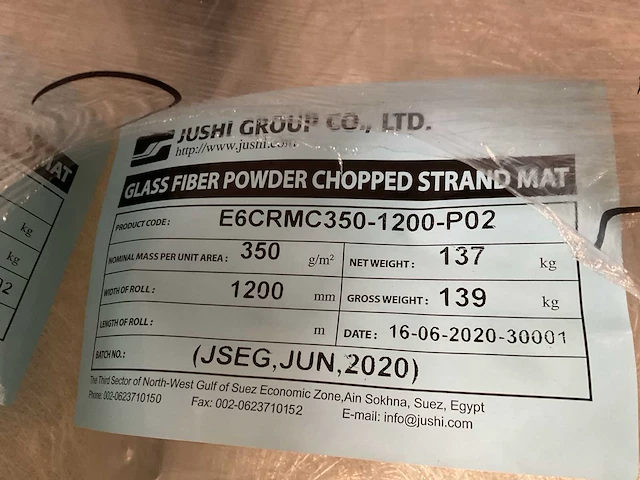 JUSHI GROUP CO., LTD.
http://www.jushi.com
GLASS FIBER POWDER CHOPPED STRAND MAT
PRODUCT CODE: E6CRMC350-1200-P02
NOMINAL MASS PER UNIT AREA: 350 g/m² NET WEIGHT: 137 kg
WIDTH OF ROLL: 1200 mm GROSS WEIGHT: 139 kg
LENGTH OF ROLL: m DATE: 16-06-2020-30001
BATCH NO.: (JSEG,JUN,2020)
The Third Sector of North-West Gulf of Suez Economic Zone,Ain Sokhna, Suez, Egypt
Phone: 002-0623710150 Fax: 002-0623710152 E-mail: info@jushi.com
MAT
kg
kg